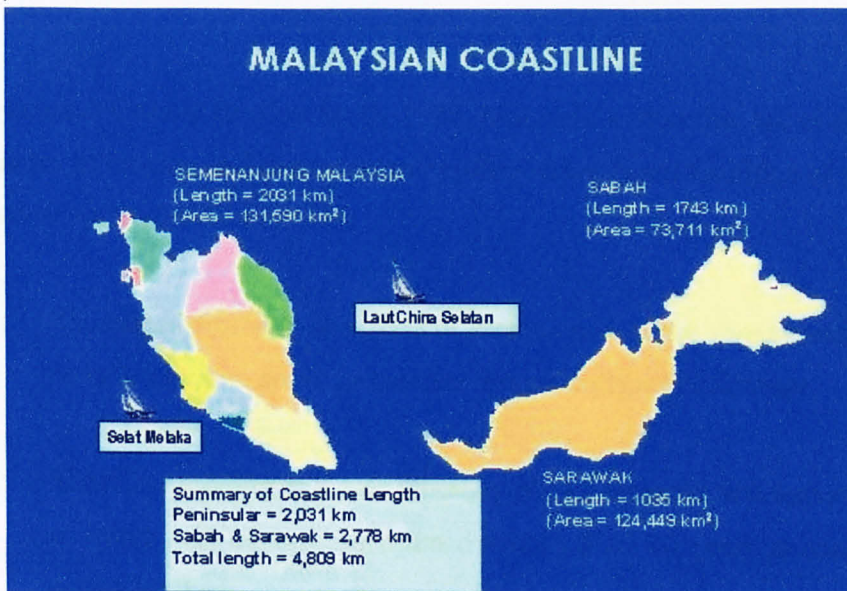 MALAYSIAN COASTLINE
SEMENANJUNG MALAYSIA
(Length = 2031 km)
(Area = 131,590 km²)
SABAH
(Length = 1743 km)
(Area = 73,711 km²)
Laut China Selatan
Selat Melaka
SARAWAK
(Length = 1035 km)
(Area = 124,449 km²)
Summary of Coastline Length
Peninsular = 2,031 km
Sabah & Sarawak = 2,778 km
Total length = 4,809 km